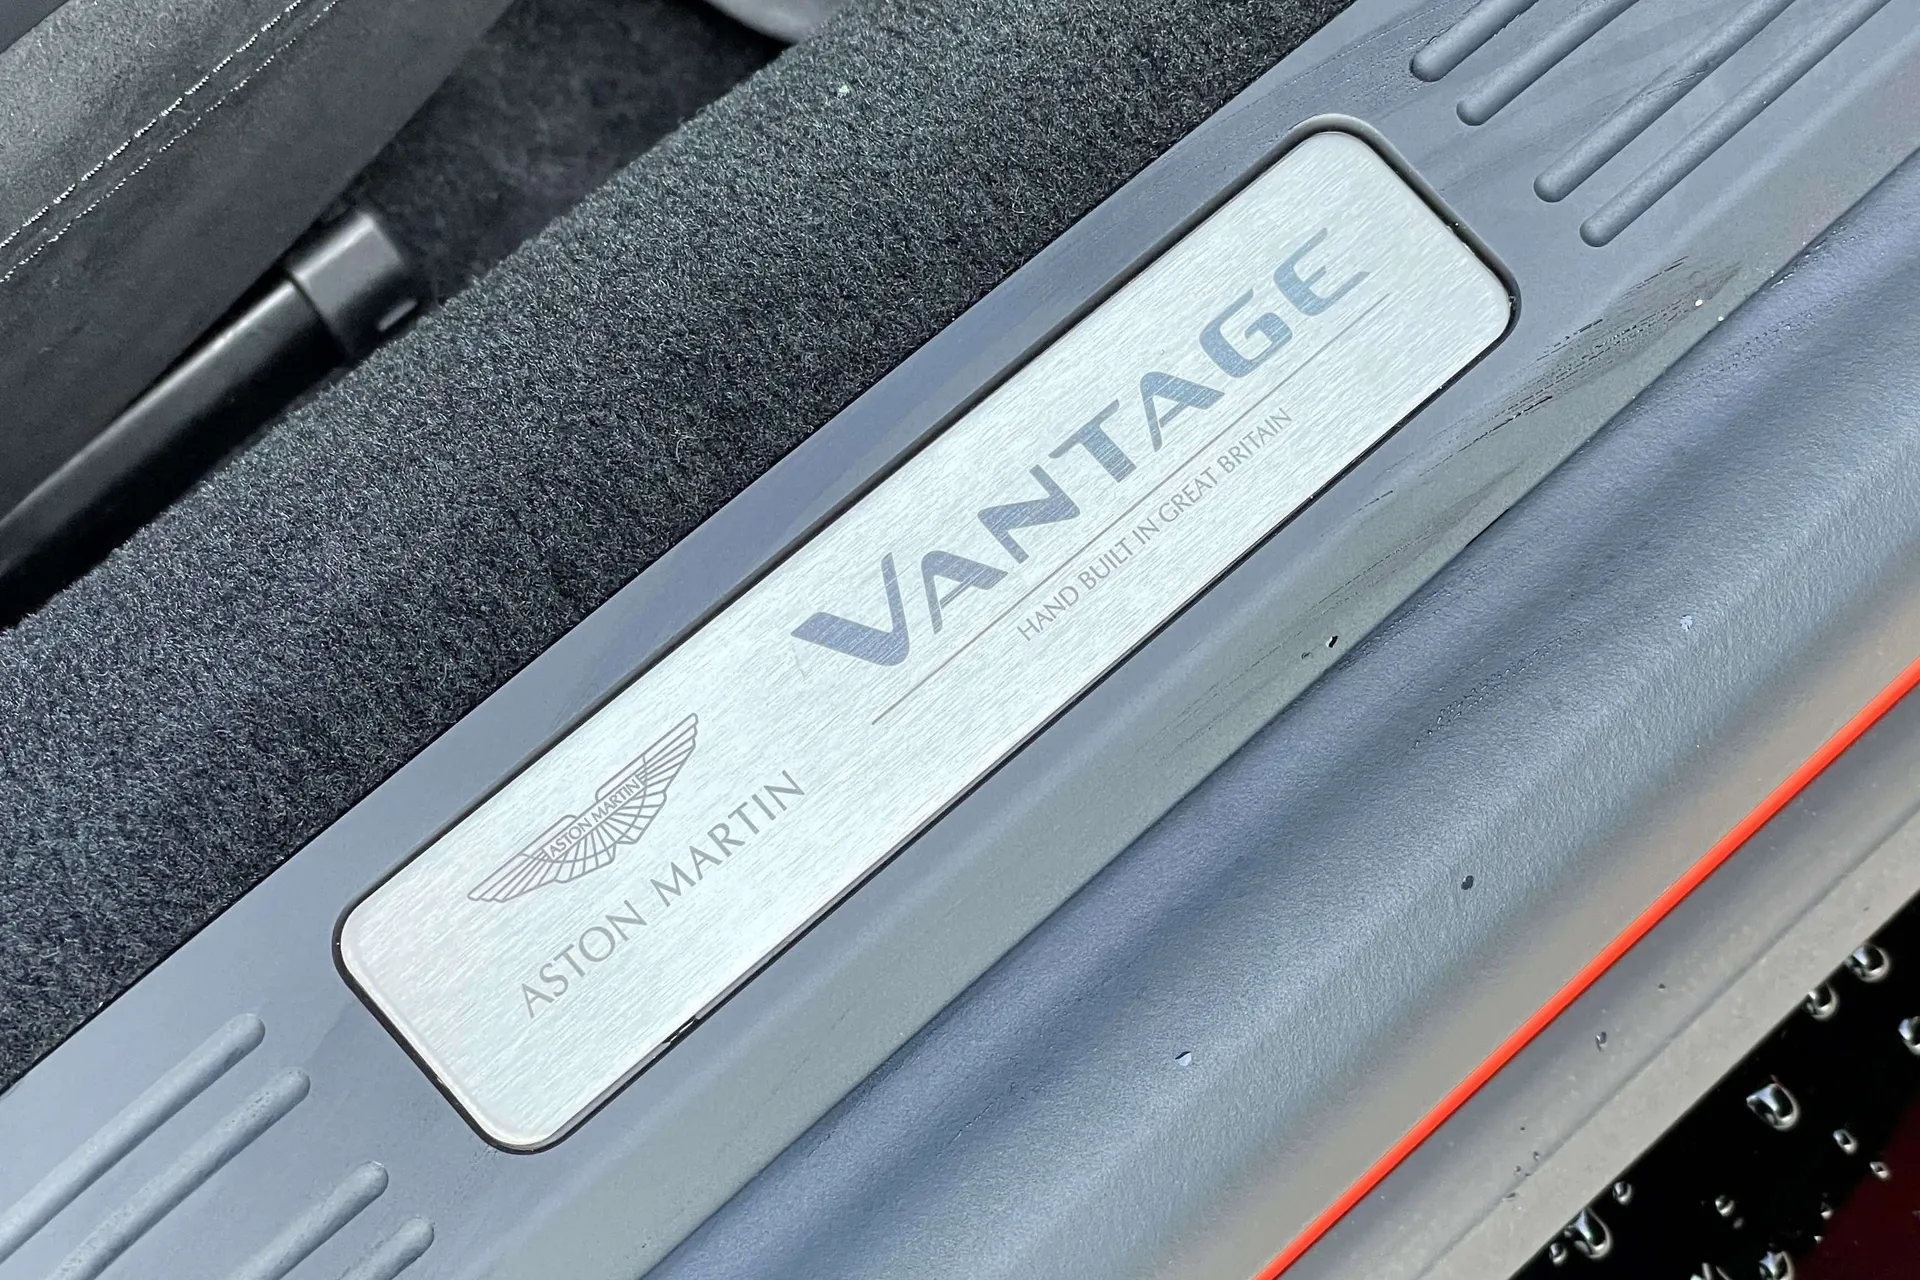 ASTON MARTIN
ASTON MARTIN
VANTAGE
HAND BUILT IN GREAT BRITAIN